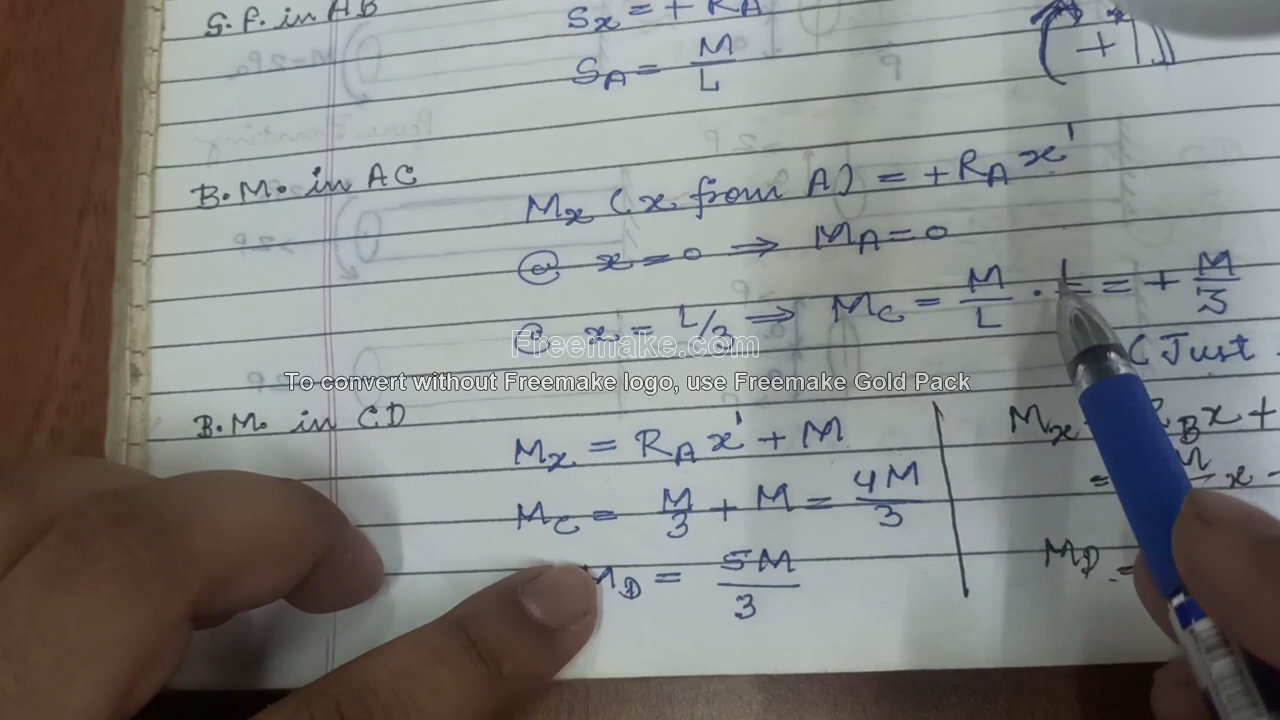 S.F. in AB
Sx = + RA
SA = M/L
B.M. in AC
Mx (x from A) = + RA x'
@ x = 0 ⇒ MA = 0
@ x = L/3 ⇒ MC = M/L · L = + M/3
(Just
B.M. in CD
Mx = RA x' + M
MC = M/3 + M = 4M/3
MD = 5M/3
Mx RB x +
= M x -
MD =
Freemake.com
To convert without Freemake logo, use Freemake Gold Pack